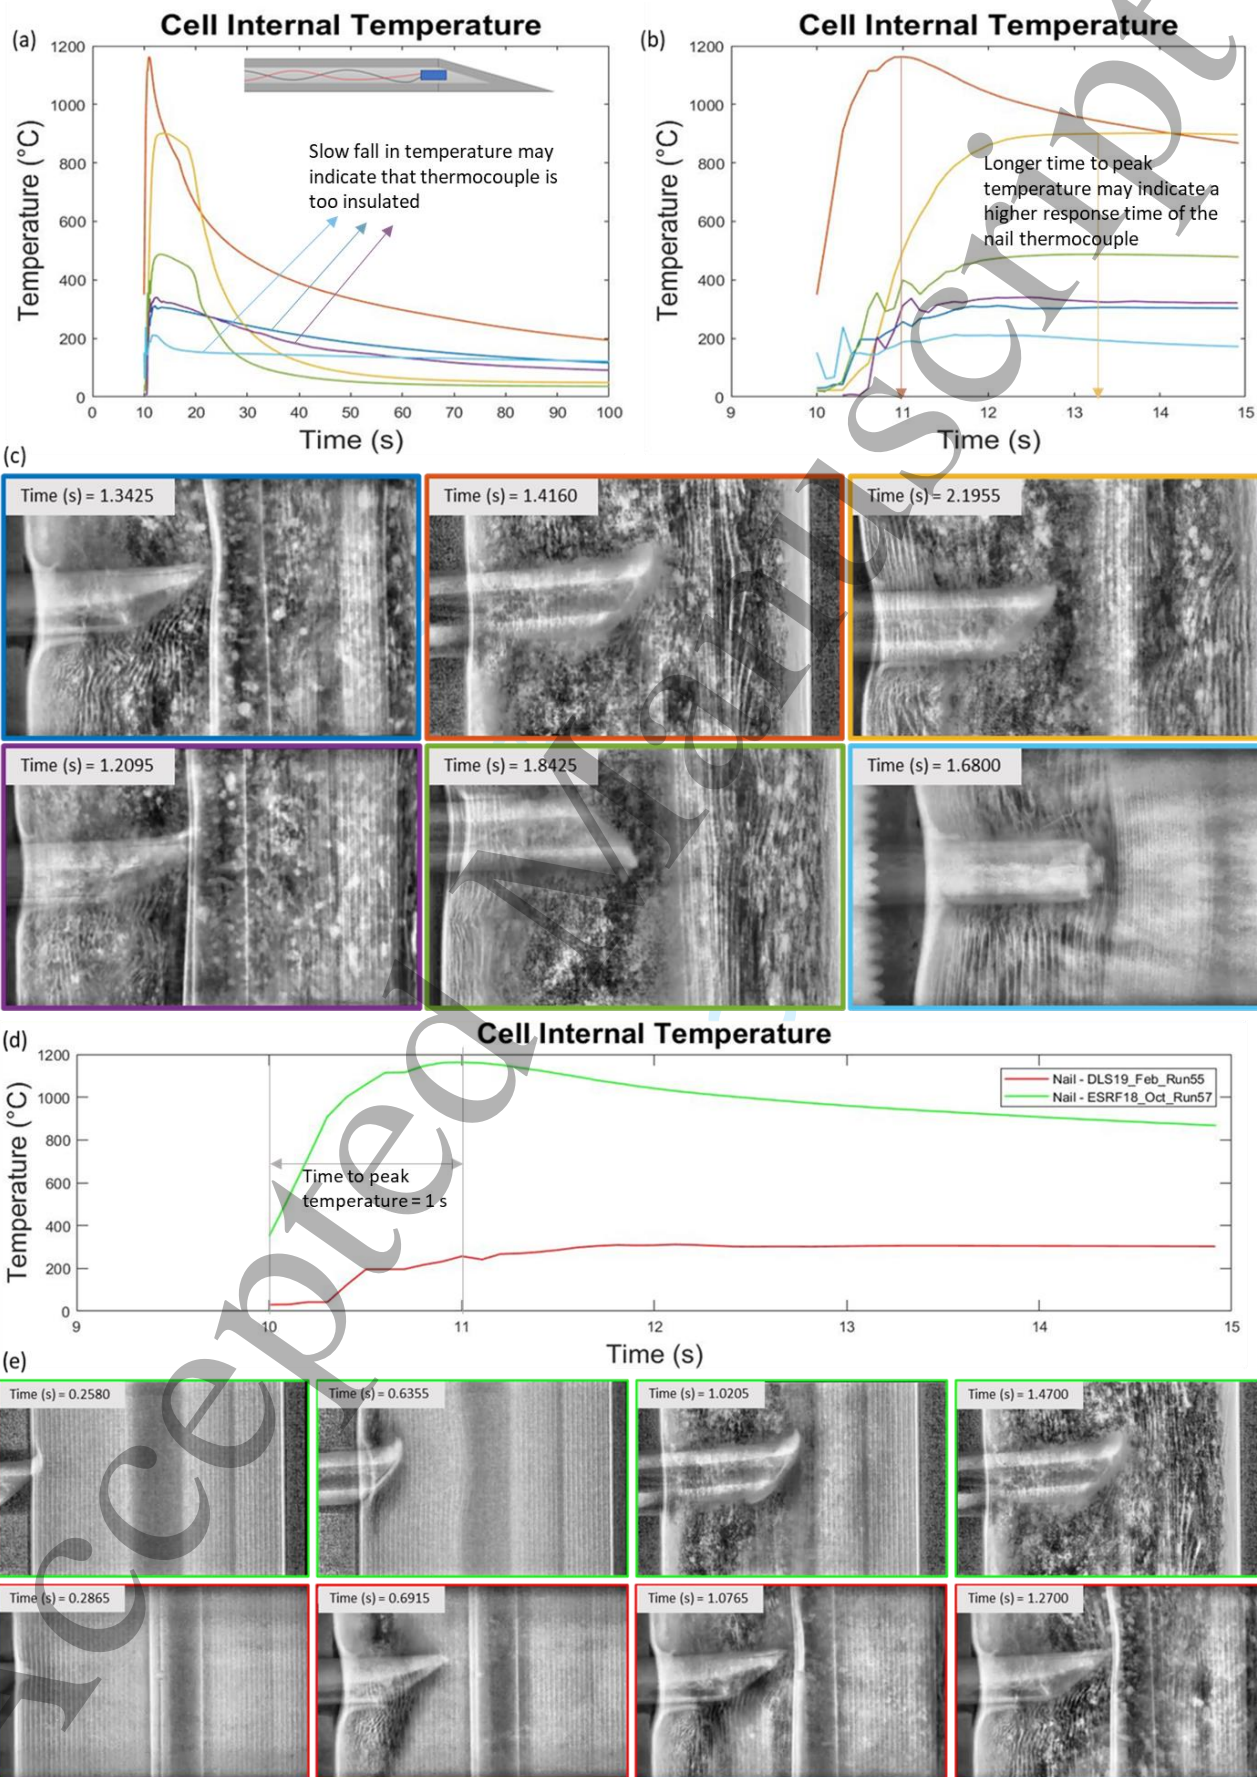 Cell Internal Temperature
(a)
1200
1000
800
600
400
200
0
Temperature (°C)
Slow fall in temperature may
indicate that thermocouple is
too insulated
0 10 20 30 40 50 60 70 80 90 100
Time (s)
Cell Internal Temperature
(b)
1200
1000
800
600
400
200
0
Temperature (°C)
Longer time to peak
temperature may indicate a
higher response time of the
nail thermocouple
9 10 11 12 13 14 15
Time (s)
(c)
Time (s) = 1.3425
Time (s) = 1.4160
Time (s) = 2.1955
Time (s) = 1.2095
Time (s) = 1.8425
Time (s) = 1.6800
(d)
Cell Internal Temperature
1200
1000
800
600
400
200
0
Temperature (°C)
Nail - DLS19_Feb_Run55
Nail - ESRF18_Oct_Run57
Time to peak
temperature = 1 s
9 10 11 12 13 14 15
Time (s)
(e)
Time (s) = 0.2580
Time (s) = 0.6355
Time (s) = 1.0205
Time (s) = 1.4700
Time (s) = 0.2865
Time (s) = 0.6915
Time (s) = 1.0765
Time (s) = 1.2700
Accepted Manuscript